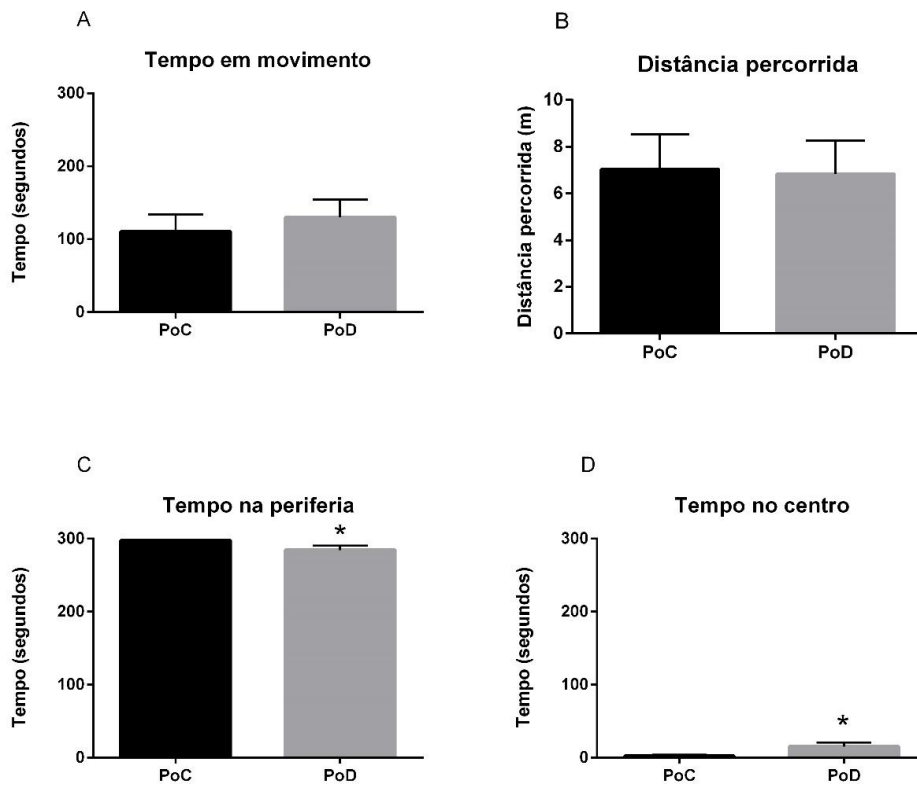 A
Tempo em movimento
Tempo (segundos)
300
200
100
0
PoC
PoD
B
Distância percorrida
Distância percorrida (m)
10
8
6
4
2
0
PoC
PoD
C
Tempo na periferia
Tempo (segundos)
300
200
100
0
*
PoC
PoD
D
Tempo no centro
Tempo (segundos)
300
200
100
0
*
PoC
PoD